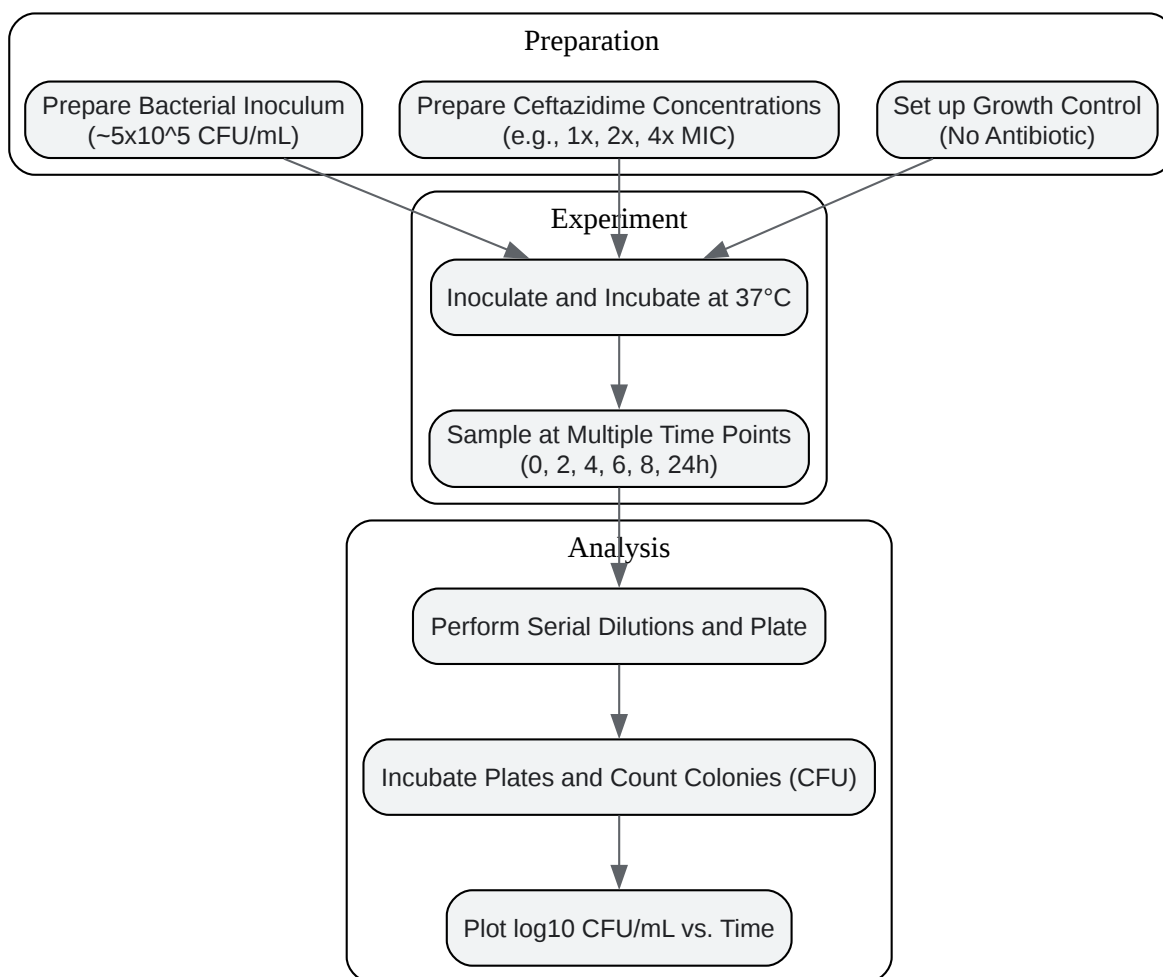 Preparation
Prepare Bacterial Inoculum
(~5x10^5 CFU/mL)
Prepare Ceftazidime Concentrations
(e.g., 1x, 2x, 4x MIC)
Set up Growth Control
(No Antibiotic)
Experiment
Inoculate and Incubate at 37°C
Sample at Multiple Time Points
(0, 2, 4, 6, 8, 24h)
Analysis
Perform Serial Dilutions and Plate
Incubate Plates and Count Colonies (CFU)
Plot log10 CFU/mL vs. Time